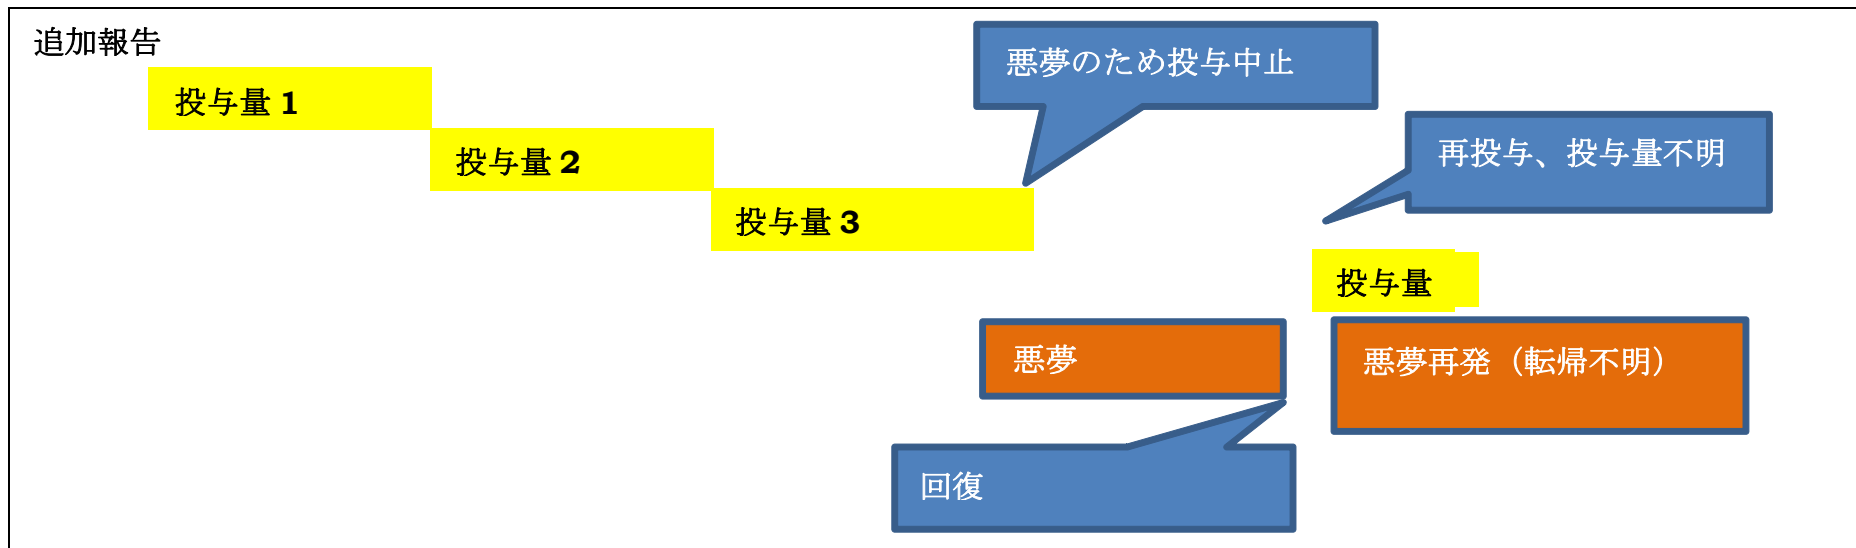 追加報告
悪夢のため投与中止
投与量 1
再投与、投与量不明
投与量 2
投与量 3
投与量
悪夢
悪夢再発（転帰不明）
回復